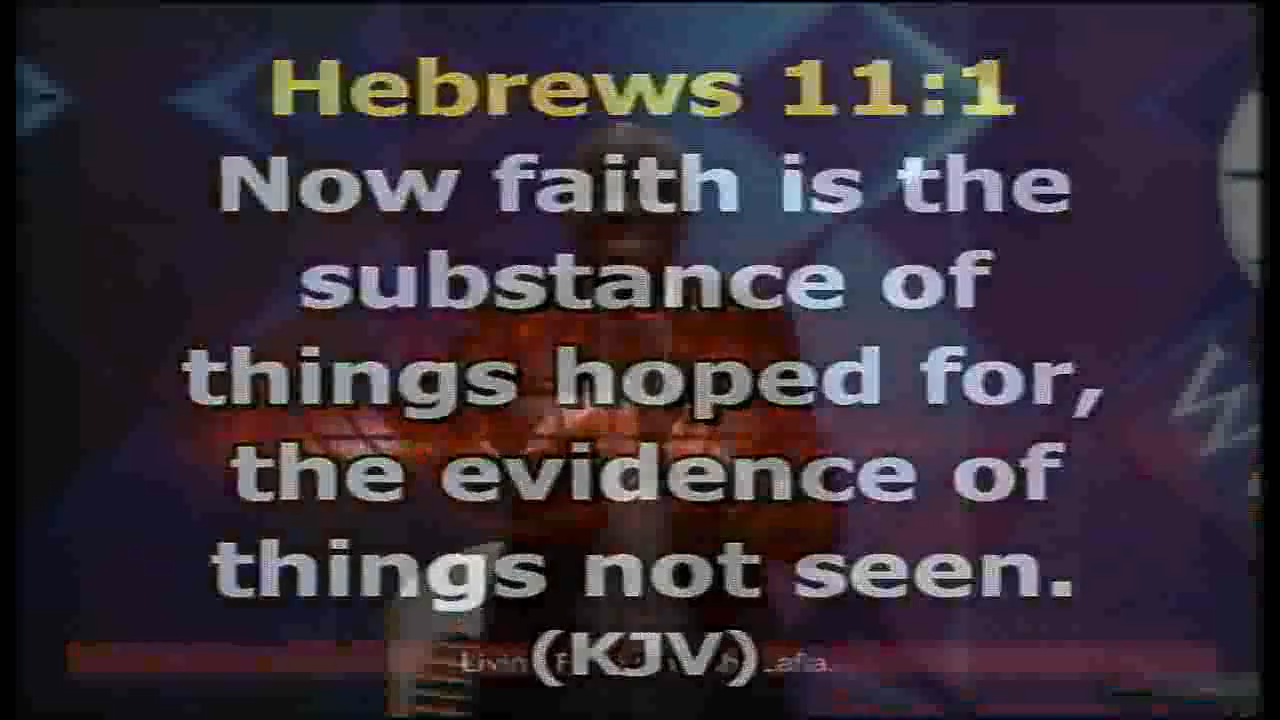 Hebrews 11:1
Now faith is the
substance of
things hoped for,
the evidence of
things not seen.
(KJV)